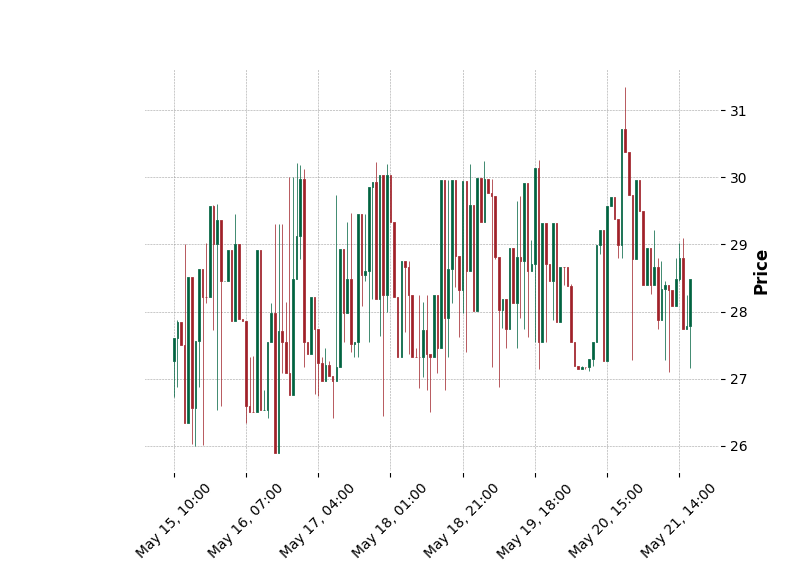 31
30
29
28
27
26
Price
May 15, 10:00
May 16, 07:00
May 17, 04:00
May 18, 01:00
May 18, 21:00
May 19, 18:00
May 20, 15:00
May 21, 14:00